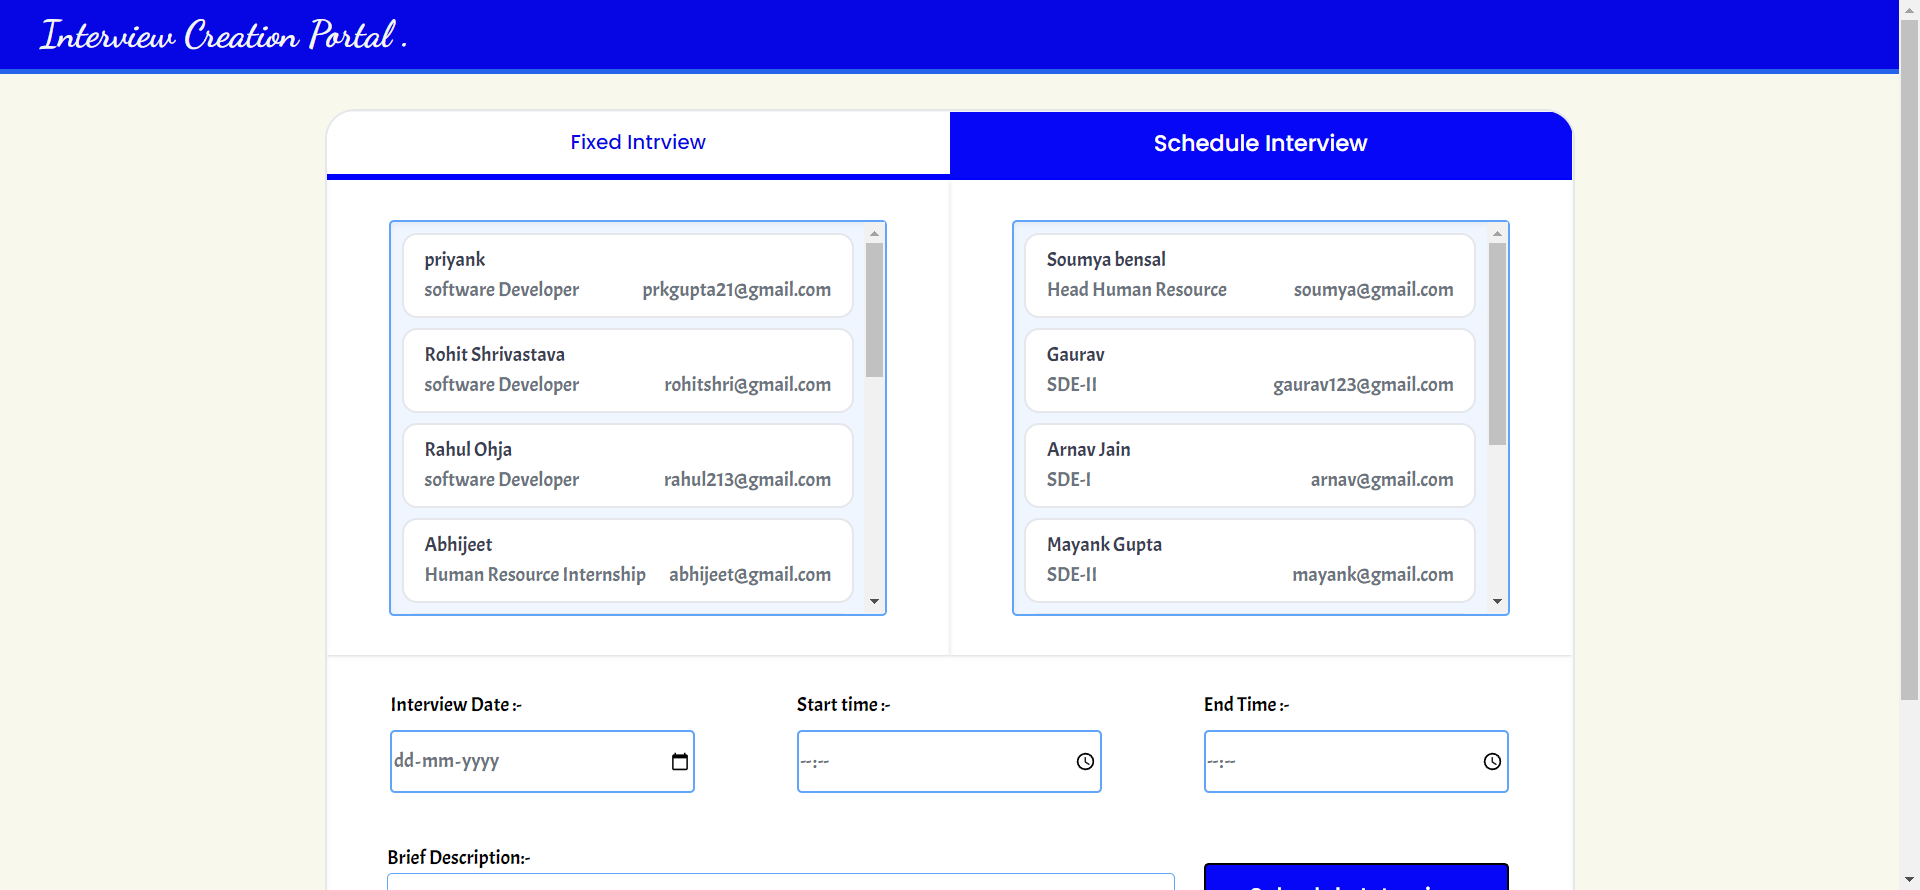 Interview Creation Portal .
Fixed Intrview
Schedule Interview
priyank
software Developer prkgupta21@gmail.com
Rohit Shrivastava
software Developer rohitshri@gmail.com
Rahul Ohja
software Developer rahul213@gmail.com
Abhijeet
Human Resource Internship abhijeet@gmail.com
Soumya bensal
Head Human Resource soumya@gmail.com
Gaurav
SDE-II gaurav123@gmail.com
Arnav Jain
SDE-I arnav@gmail.com
Mayank Gupta
SDE-II mayank@gmail.com
Interview Date :-
Start time :-
End Time :-
dd-mm-yyyy
--:--
--:--
Brief Description:-